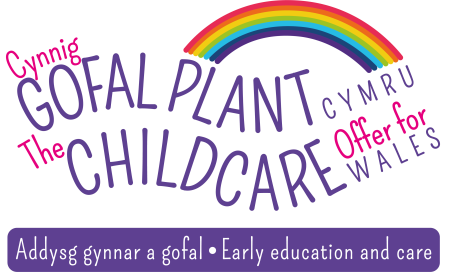 Cynnig
GOFAL PLANT CYMRU
The CHILDCARE Offer for WALES
Addysg gynnar a gofal • Early education and care